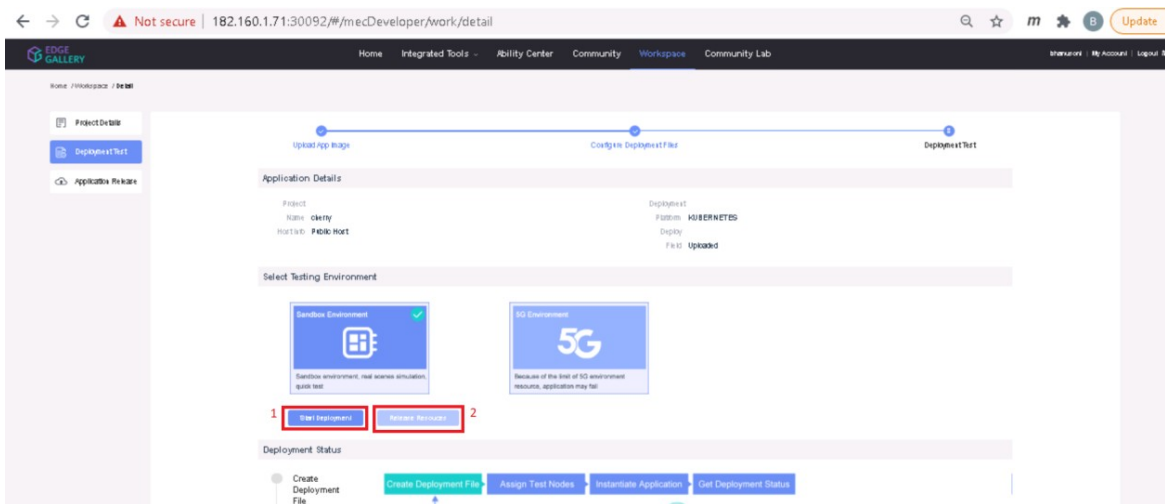 Not secure | 182.160.1.71:30092/#/mecDeveloper/work/detail
m
B
Update
EDGE
GALLERY
Home Integrated Tools Ability Center Community Workspace Community Lab
| My Account | Logout
Home / Workspace / Detail
Project Details
Deployment Test
Application Release
Upload App Image
Configure Deployment Files
Deployment Test
Application Details
Project
Name
Host Info Public Host
Deployment
Platform KUBERNETES
Deploy
Field Uploaded
Select Testing Environment
Sandbox Environment
Sandbox environment, real scenes simulation,
quick test
5G Environment
5G
Because of the limit of 5G environment
resource, application may fail
1 Start Deployment
Release Resources 2
Deployment Status
Create
Deployment
File
Create Deployment File
Assign Test Nodes
Instantiate Application
Get Deployment Status